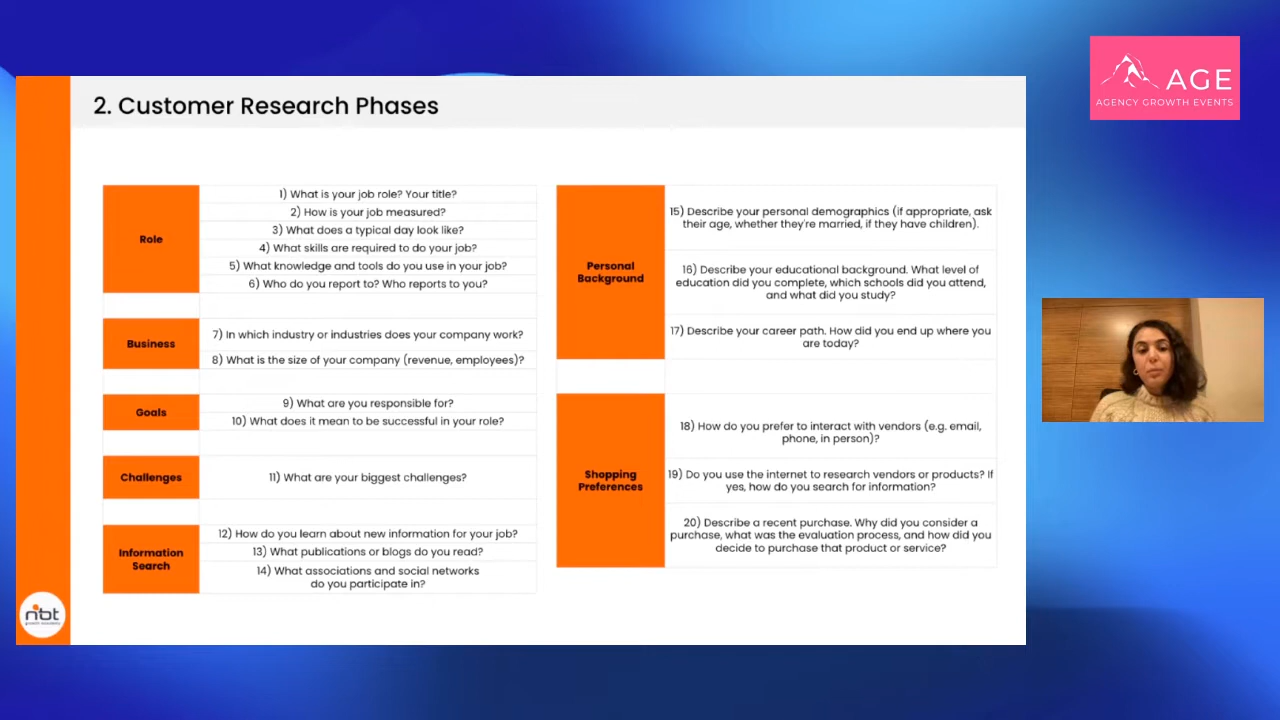 AGE
AGENCY GROWTH EVENTS
2. Customer Research Phases
Role
1) What is your job role? Your title?
2) How is your job measured?
3) What does a typical day look like?
4) What skills are required to do your job?
5) What knowledge and tools do you use in your job?
6) Who do you report to? Who reports to you?
Business
7) In which industry or industries does your company work?
8) What is the size of your company (revenue, employees)?
Goals
9) What are you responsible for?
10) What does it mean to be successful in your role?
Challenges
11) What are your biggest challenges?
Information
Search
12) How do you learn about new information for your job?
13) What publications or blogs do you read?
14) What associations and social networks
do you participate in?
Personal
Background
15) Describe your personal demographics (if appropriate, ask
their age, whether they're married, if they have children).
16) Describe your educational background. What level of
education did you complete, which schools did you attend,
and what did you study?
17) Describe your career path. How did you end up where you
are today?
Shopping
Preferences
18) How do you prefer to interact with vendors (e.g. email,
phone, in person)?
19) Do you use the internet to research vendors or products? If
yes, how do you search for information?
20) Describe a recent purchase. Why did you consider a
purchase, what was the evaluation process, and how did you
decide to purchase that product or service?
nbt
growth academy